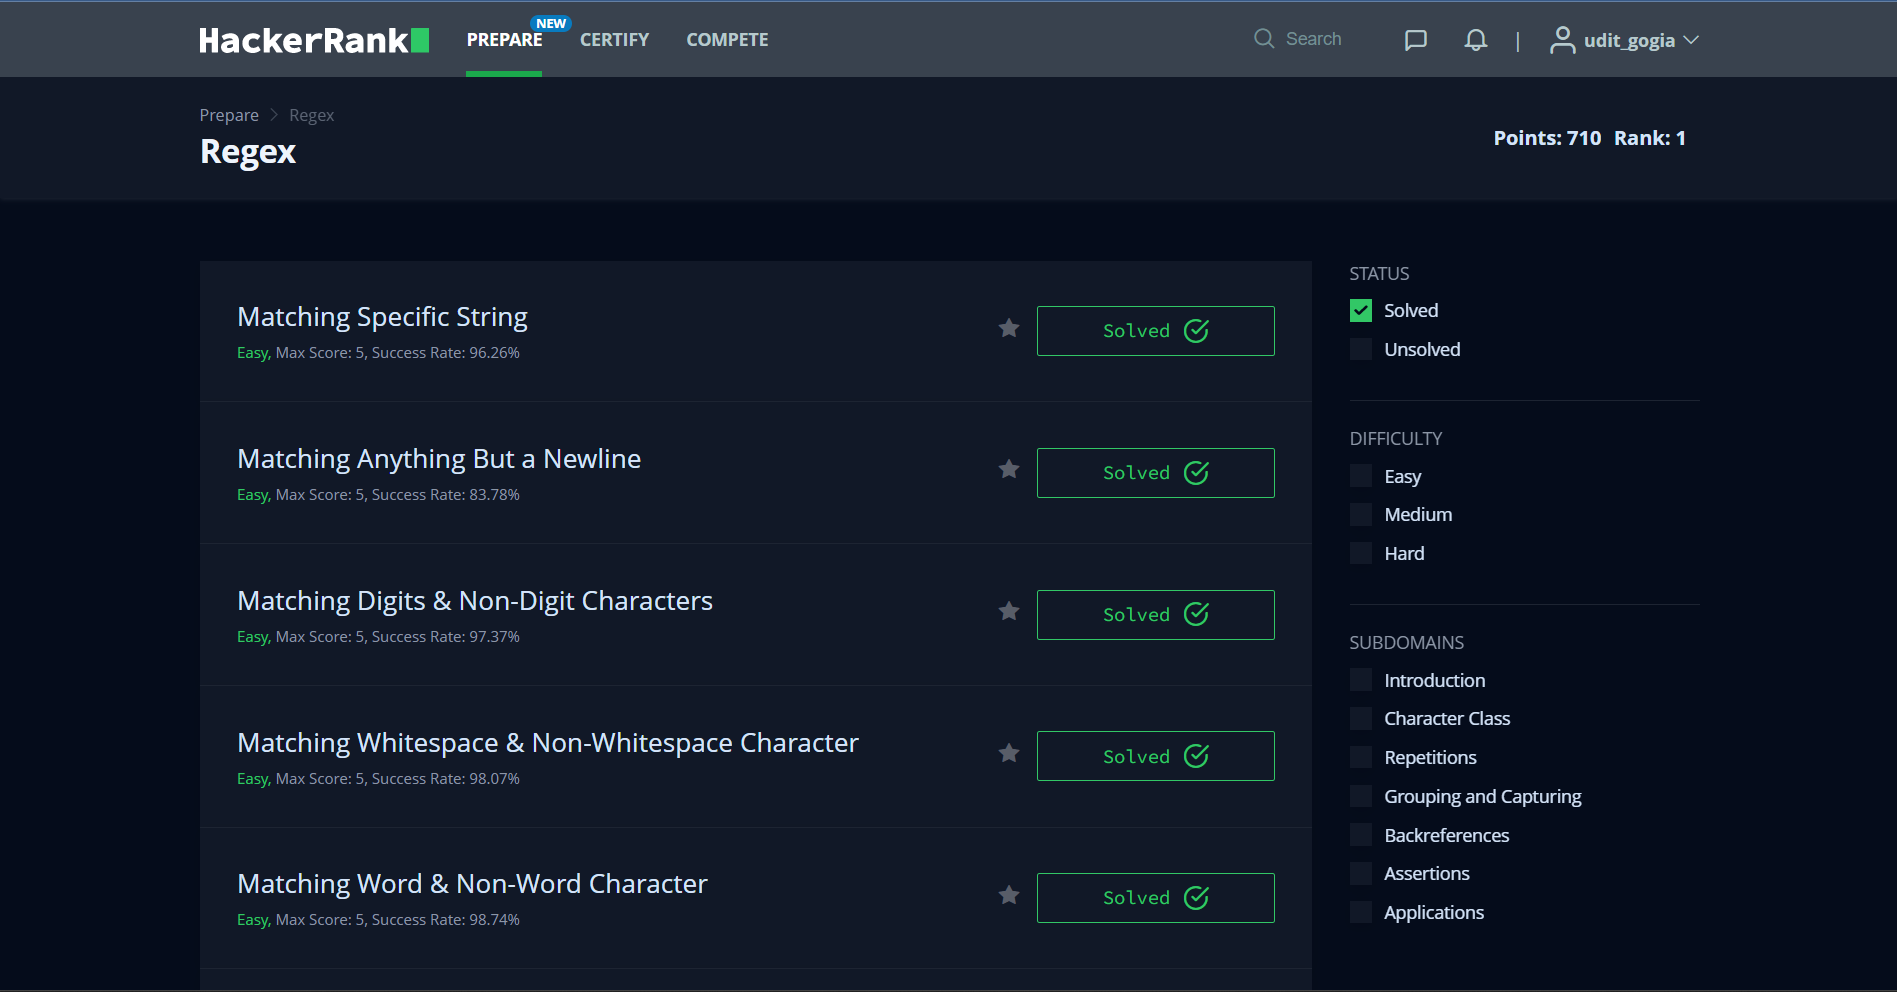 HackerRank
PREPARE
NEW
CERTIFY
COMPETE
Search
udit_gogia
Prepare
Regex
Regex
Points: 710 Rank: 1
Matching Specific String
Easy, Max Score: 5, Success Rate: 96.26%
Solved
Matching Anything But a Newline
Easy, Max Score: 5, Success Rate: 83.78%
Solved
Matching Digits & Non-Digit Characters
Easy, Max Score: 5, Success Rate: 97.37%
Solved
Matching Whitespace & Non-Whitespace Character
Easy, Max Score: 5, Success Rate: 98.07%
Solved
Matching Word & Non-Word Character
Easy, Max Score: 5, Success Rate: 98.74%
Solved
STATUS
Solved
Unsolved
DIFFICULTY
Easy
Medium
Hard
SUBDOMAINS
Introduction
Character Class
Repetitions
Grouping and Capturing
Backreferences
Assertions
Applications